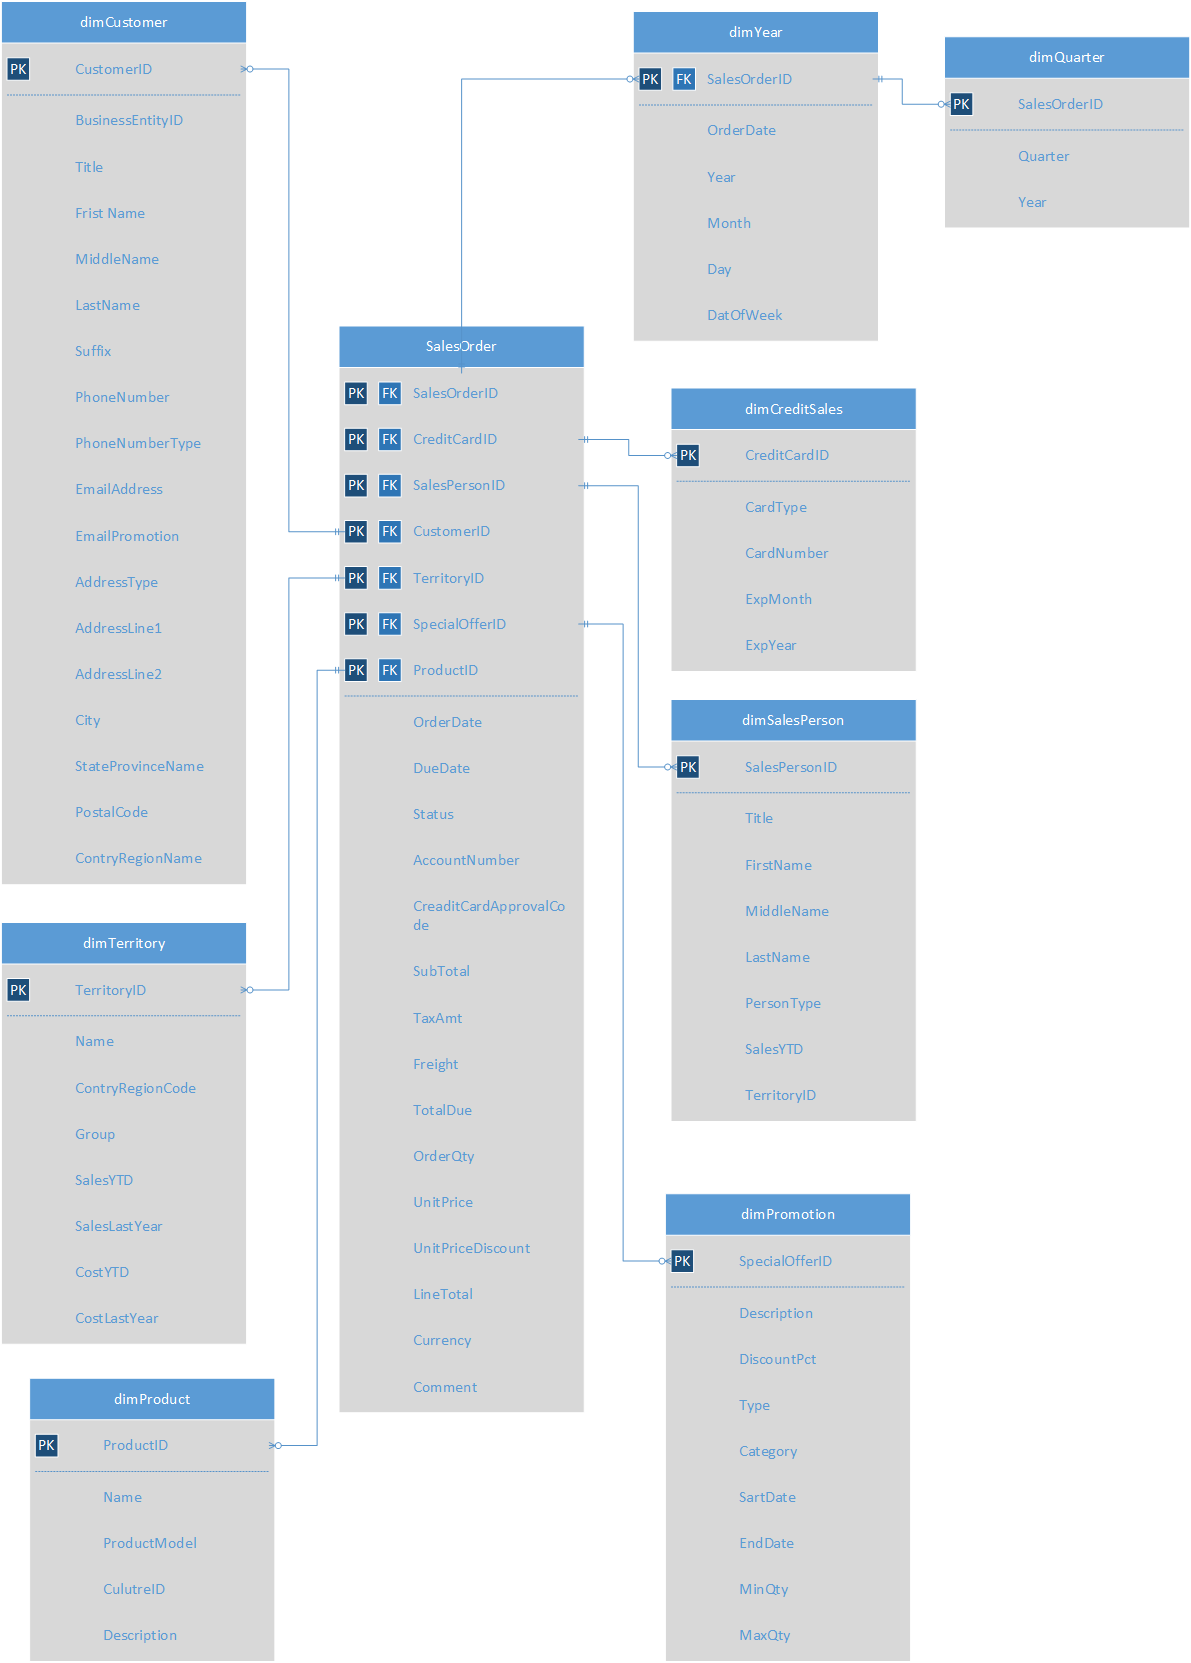 dimCustomer
PK CustomerID
BusinessEntityID
Title
Frist Name
MiddleName
LastName
Suffix
PhoneNumber
PhoneNumberType
EmailAddress
EmailPromotion
AddressType
AddressLine1
AddressLine2
City
StateProvinceName
PostalCode
ContryRegionName
dimTerritory
PK TerritoryID
Name
ContryRegionCode
Group
SalesYTD
SalesLastYear
CostYTD
CostLastYear
dimProduct
PK ProductID
Name
ProductModel
CulutreID
Description
SalesOrder
PK FK SalesOrderID
PK FK CreditCardID
PK FK SalesPersonID
PK FK CustomerID
PK FK TerritoryID
PK FK SpecialOfferID
PK FK ProductID
OrderDate
DueDate
Status
AccountNumber
CreaditCardApprovalCo
de
SubTotal
TaxAmt
Freight
TotalDue
OrderQty
UnitPrice
UnitPriceDiscount
LineTotal
Currency
Comment
dimYear
PK FK SalesOrderID
OrderDate
Year
Month
Day
DatOfWeek
dimQuarter
PK SalesOrderID
Quarter
Year
dimCreditSales
PK CreditCardID
CardType
CardNumber
ExpMonth
ExpYear
dimSalesPerson
PK SalesPersonID
Title
FirstName
MiddleName
LastName
PersonType
SalesYTD
TerritoryID
dimPromotion
PK SpecialOfferID
Description
DiscountPct
Type
Category
SartDate
EndDate
MinQty
MaxQty